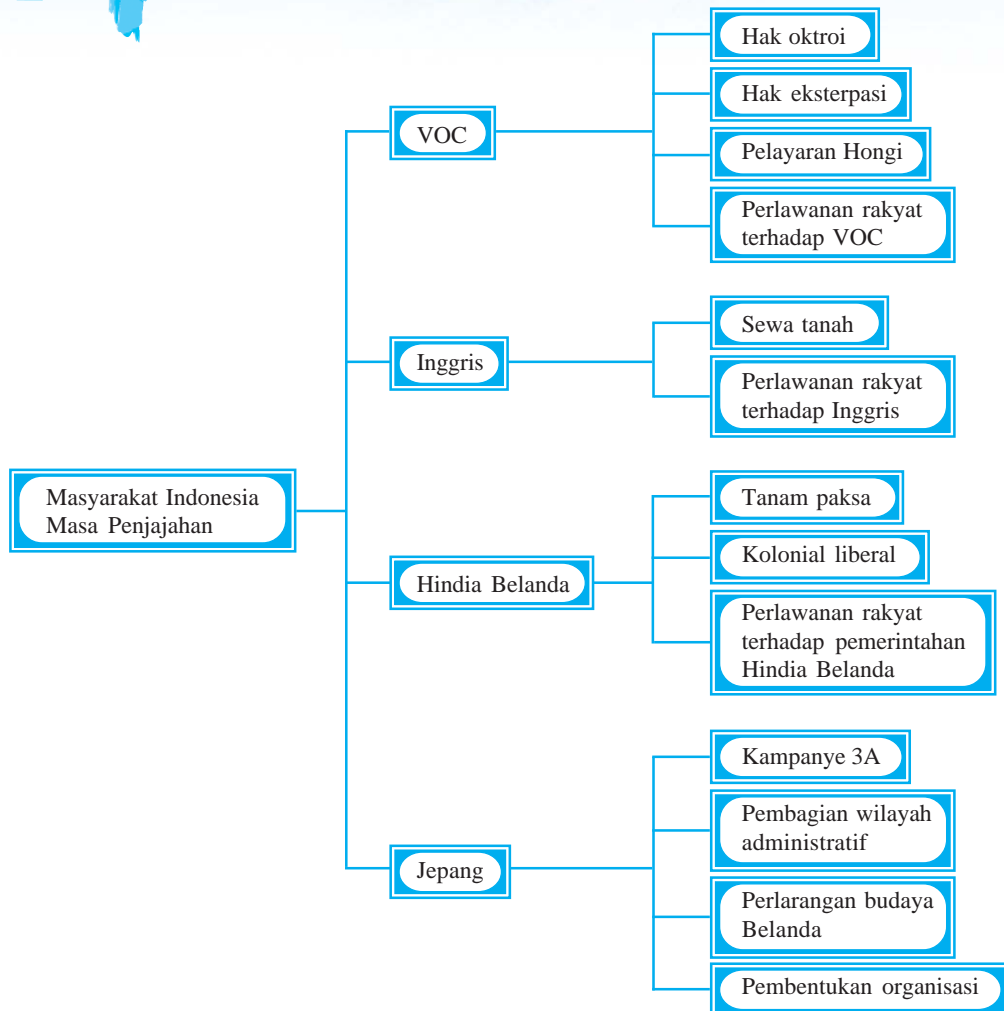 Masyarakat Indonesia
Masa Penjajahan
VOC
Hak oktroi
Hak eksterpasi
Pelayaran Hongi
Perlawanan rakyat
terhadap VOC
Inggris
Sewa tanah
Perlawanan rakyat
terhadap Inggris
Hindia Belanda
Tanam paksa
Kolonial liberal
Perlawanan rakyat
terhadap pemerintahan
Hindia Belanda
Jepang
Kampanye 3A
Pembagian wilayah
administratif
Perlarangan budaya
Belanda
Pembentukan organisasi